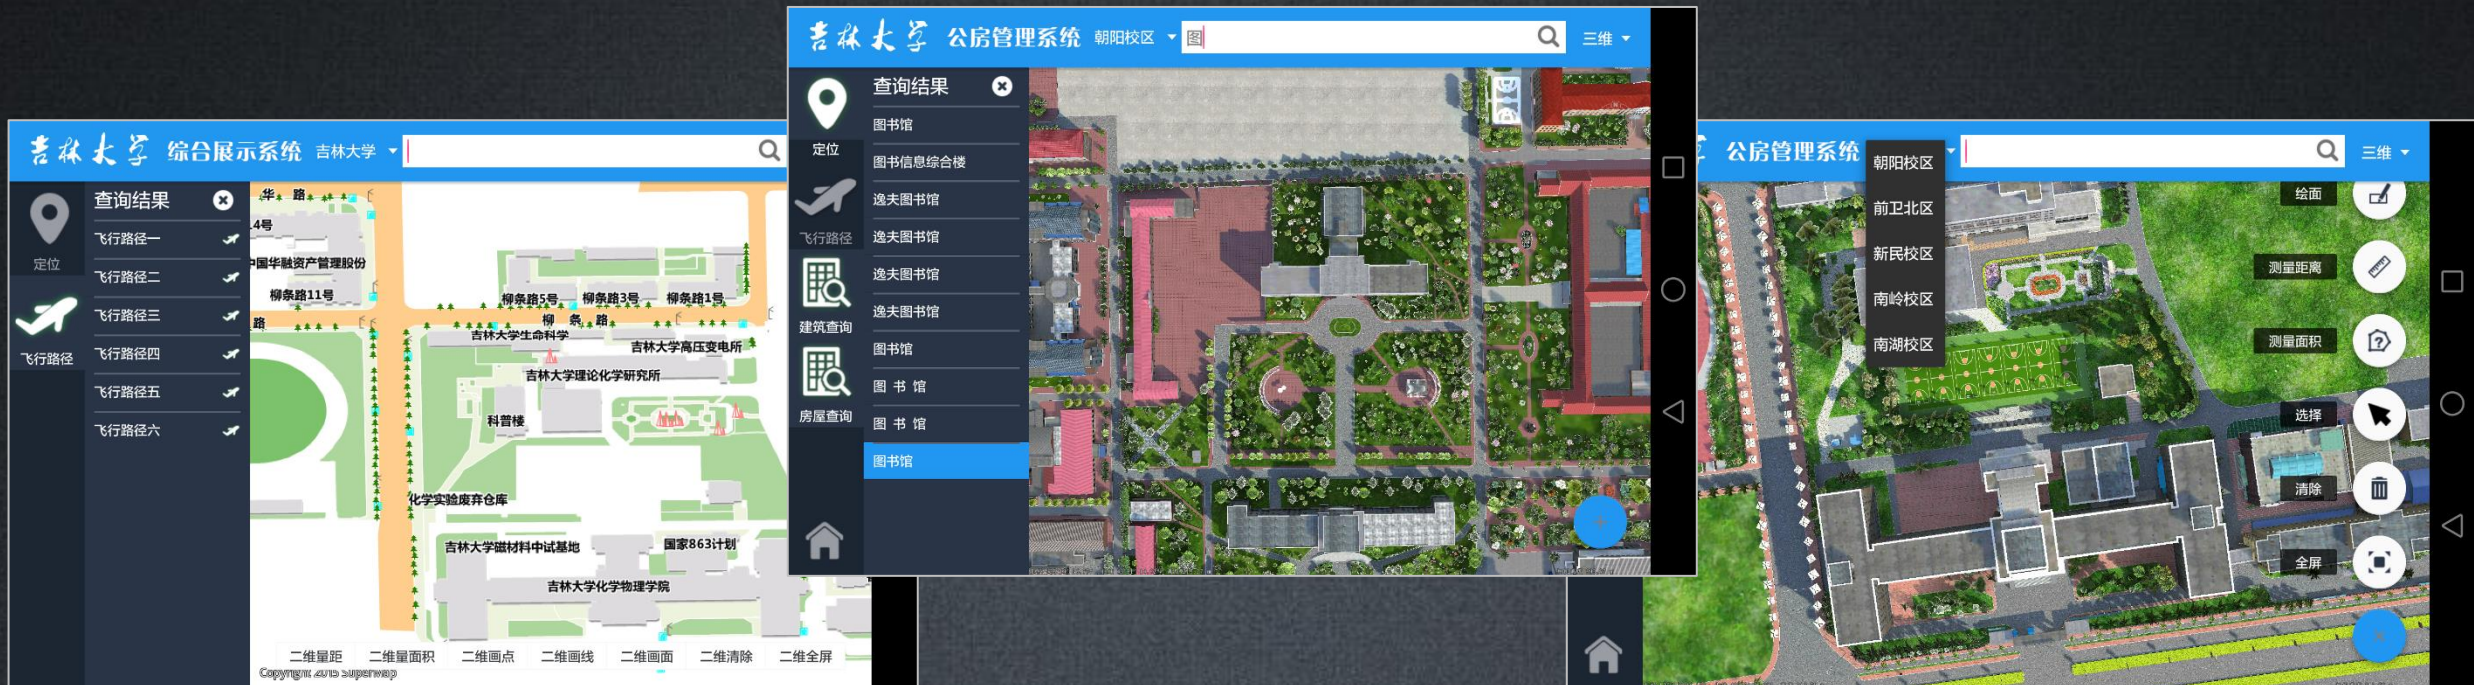 吉林大学 综合展示系统 吉林大学
定位
飞行路径
查询结果
飞行路径一
飞行路径二
飞行路径三
飞行路径四
飞行路径五
飞行路径六
华 路
柳条11号
路
柳条路5号
柳条路3号
柳条路1号
柳 条 路
吉林大学生命科学
吉林大学高压变电所
吉林大学理论化学研究所
科普楼
化学实验废弃仓库
吉林大学磁材料中试基地
国家863计划
吉林大学化学物理学院
二维量距 二维量面积 二维画点 二维画线 二维画面 二维清除 二维全屏
Copyright 2015 Supermap
吉林大学 公房管理系统 朝阳校区 图 三维
定位
飞行路径
建筑查询
房屋查询
查询结果
图书馆
图书信息综合楼
逸夫图书馆
逸夫图书馆
逸夫图书馆
逸夫图书馆
图书馆
图 书 馆
图 书 馆
图书馆
公房管理系统 三维
朝阳校区
前卫北区
新民校区
南岭校区
南湖校区
绘面
测量距离
测量面积
选择
清除
全屏